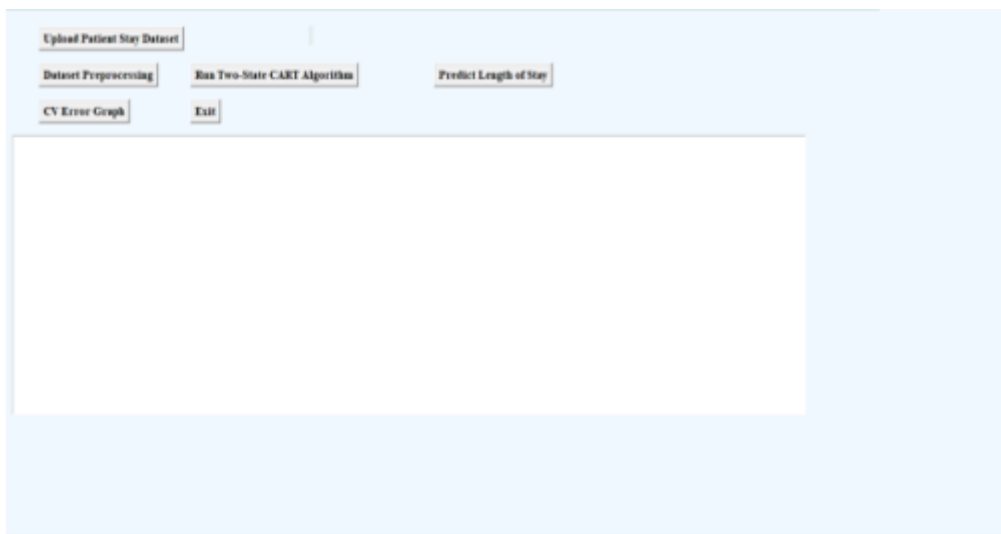 Upload Patient Stay Dataset
Dataset Preprocessing Run Two-State CART Algorithm Predict Length of Stay
CV Error Graph Exit